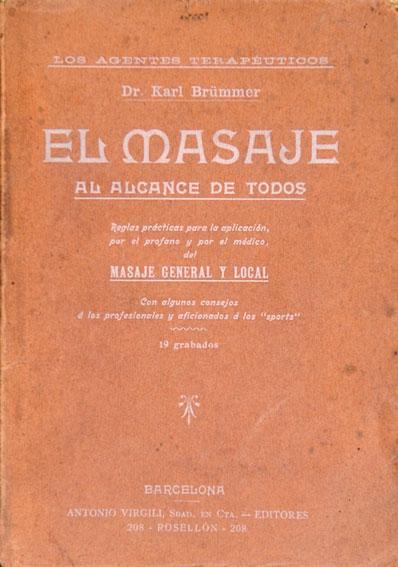 LOS AGENTES TERAPÉUTICOS
Dr. Karl Brümmer
EL MASAJE
AL ALCANCE DE TODOS
Reglas prácticas para la aplicación,
por el profano y por el médico,
del
MASAJE GENERAL Y LOCAL
Con algunos consejos
á los profesionales y aficionados á los "sports"
19 grabados
BARCELONA
ANTONIO VIRGILI, SDAD. EN CTA. — EDITORES
208 - ROSELLÓN - 208